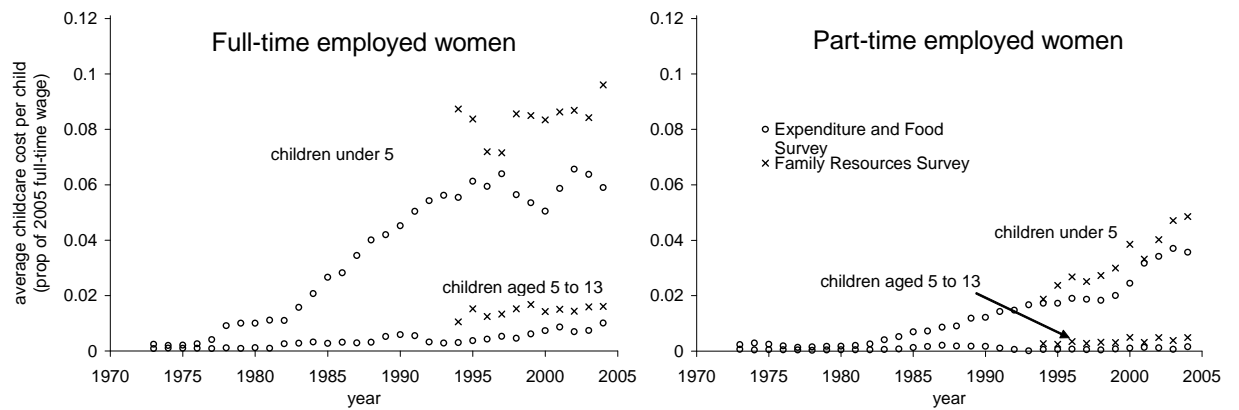 Full-time employed women
average childcare cost per child
(prop of 2005 full-time wage)
0.12
0.1
0.08
0.06
0.04
0.02
0
children under 5
children aged 5 to 13
1970 1975 1980 1985 1990 1995 2000 2005
year
Part-time employed women
0.12
0.1
0.08
0.06
0.04
0.02
0
Expenditure and Food
Survey
Family Resources Survey
children under 5
children aged 5 to 13
1970 1975 1980 1985 1990 1995 2000 2005
year